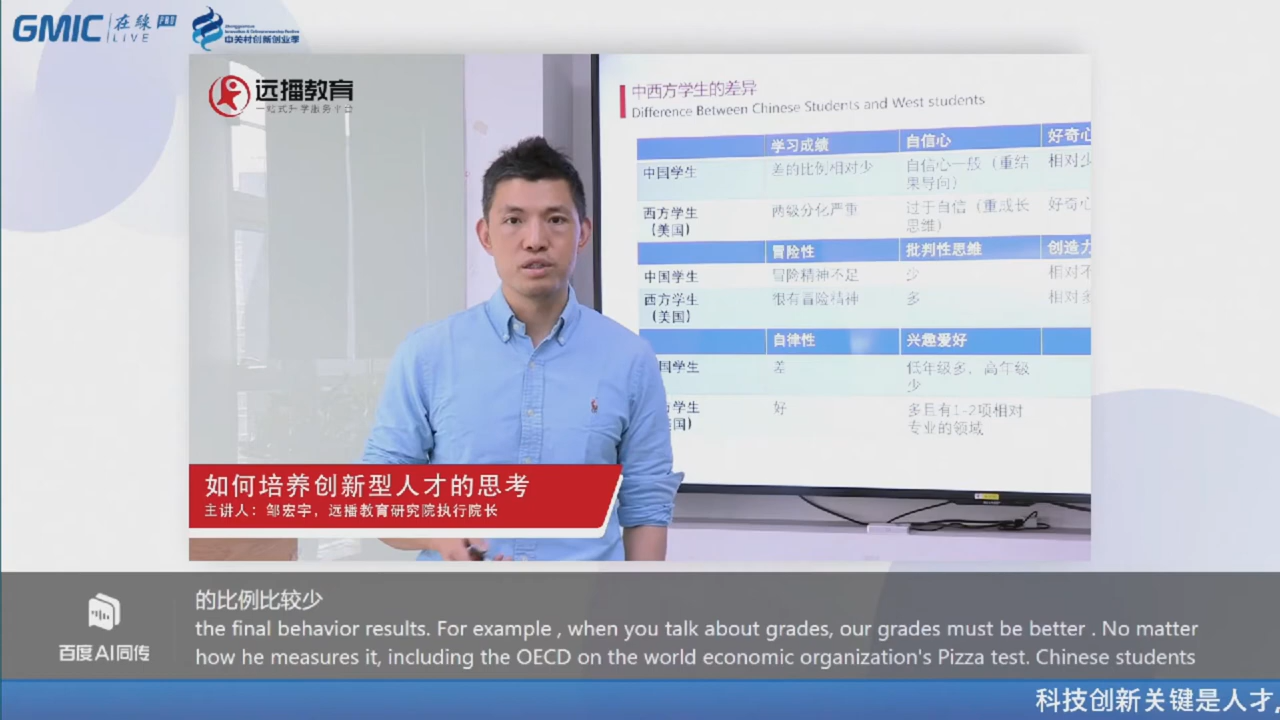 GMIC 在線 PRO
LIVE
中关村创新创业季
远播教育
一站式升学服务平台
中西方学生的差异
Difference Between Chinese Students and West students
学习成绩 自信心 好奇心
中国学生 差的比例相对少 自信心一般（重结果导向） 相对少
西方学生（美国） 两级分化严重 过于自信（重成长思维） 好奇心
冒险性 批判性思维 创造力
中国学生 冒险精神不足 少 相对不
西方学生（美国） 很有冒险精神 多 相对多
自律性 兴趣爱好
国学生 差 低年级多，高年级少
学生 国） 好 多且有1-2项相对专业的领域
如何培养创新型人才的思考
主讲人：邹宏宇，远播教育研究院执行院长
百度AI同传
的比例比较少
the final behavior results. For example , when you talk about grades, our grades must be better . No matter
how he measures it, including the OECD on the world economic organization's Pizza test. Chinese students
科技创新关键是人才,